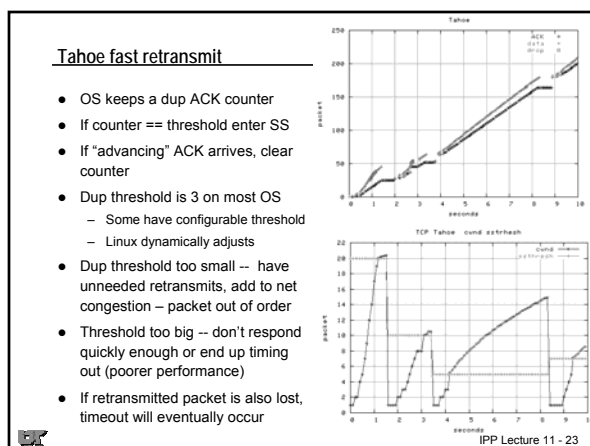 Tahoe fast retransmit
● OS keeps a dup ACK counter
● If counter == threshold enter SS
● If “advancing” ACK arrives, clear
counter
● Dup threshold is 3 on most OS
– Some have configurable threshold
– Linux dynamically adjusts
● Dup threshold too small -- have
unneeded retransmits, add to net
congestion – packet out of order
● Threshold too big -- don’t respond
quickly enough or end up timing
out (poorer performance)
● If retransmitted packet is also lost,
timeout will eventually occur
Tahoe
250
200
150
100
50
0
packet
ACK
data
drop
0 1 2 3 4 5 6 7 8 9 10
seconds
TCP Tahoe cwnd sstrhesh
22
20
18
16
14
12
10
8
6
4
2
0
packet
cwnd
0 1 2 3 4 5 6 7 8 9 10
seconds
IPP Lecture 11 - 23